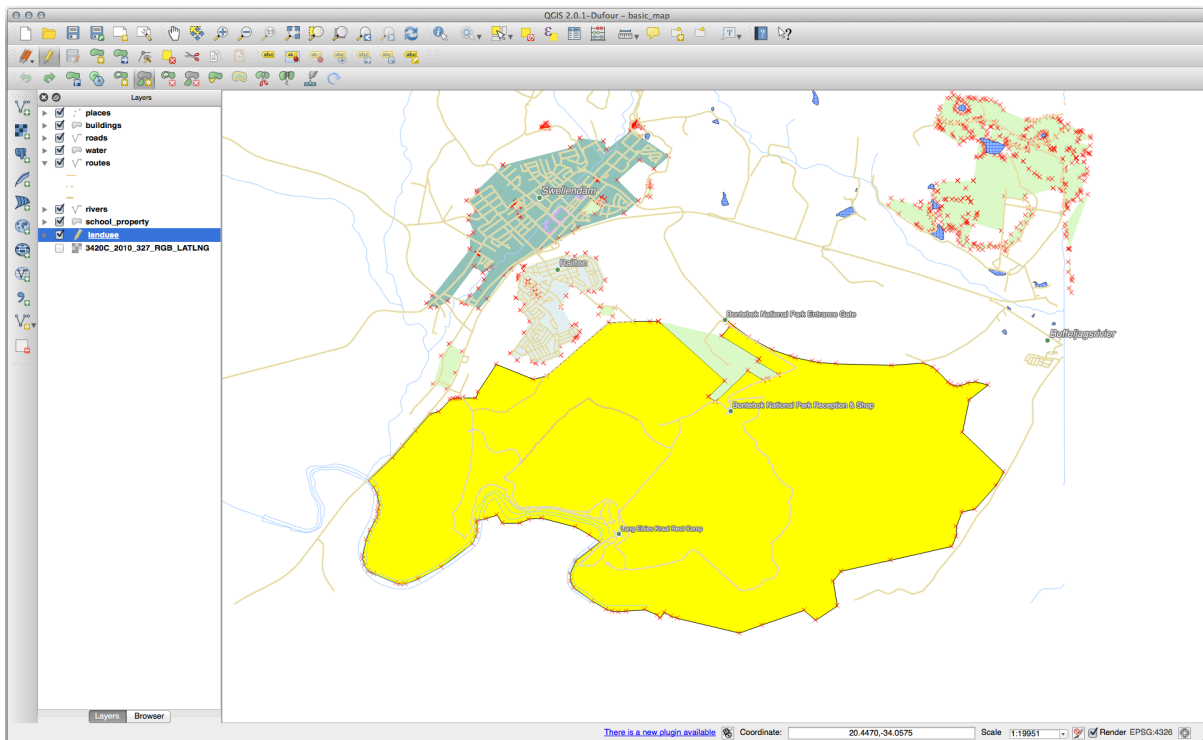 QGIS 2.0.1-Dufour - basic_map
Layers
places
buildings
roads
water
routes
rivers
school_property
landuse
3420C_2010_327_RGB_LATLNG
Swellendam
Railton
Bontebok National Park Entrance Gate
Buffeljagsrivier
Bontebok National Park Reception & Shop
Lang Elsies Kraal Rest Camp
Layers
Browser
There is a new plugin available
Coordinate:
20.4470,-34.0575
Scale
1:19951
Render
EPSG:4326